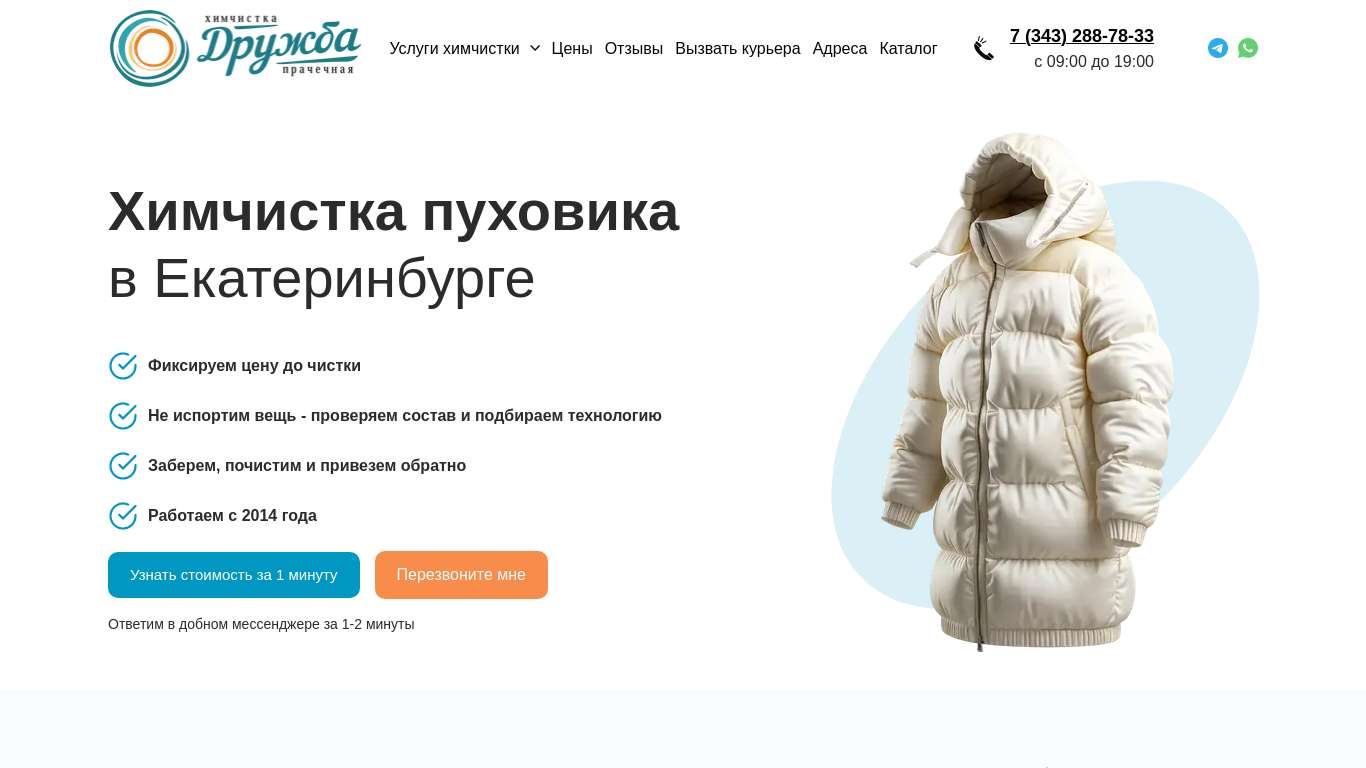 химчистка
Дружба
прачечная
Услуги химчистки
Цены
Отзывы
Вызвать курьера
Адреса
Каталог
7 (343) 288-78-33
с 09:00 до 19:00
Химчистка пуховика
в Екатеринбурге
Фиксируем цену до чистки
Не испортим вещь - проверяем состав и подбираем технологию
Заберем, почистим и привезем обратно
Работаем с 2014 года
Узнать стоимость за 1 минуту
Перезвоните мне
Ответим в добном мессенджере за 1-2 минуты